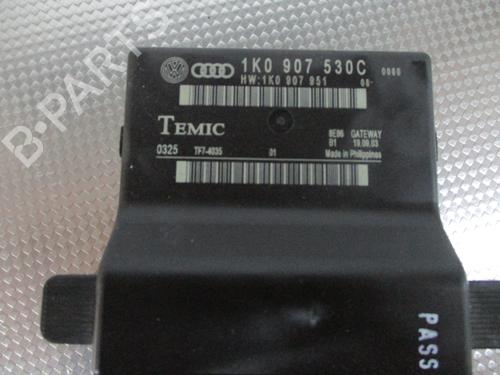 1K0 907 530C 0060
HW:1K0 907 951 06-
TEMIC
8E86 GATEWAY
B1 19.09.03
0325 TF7-4035 01 Made in Philippines
PASS
B-PARTS